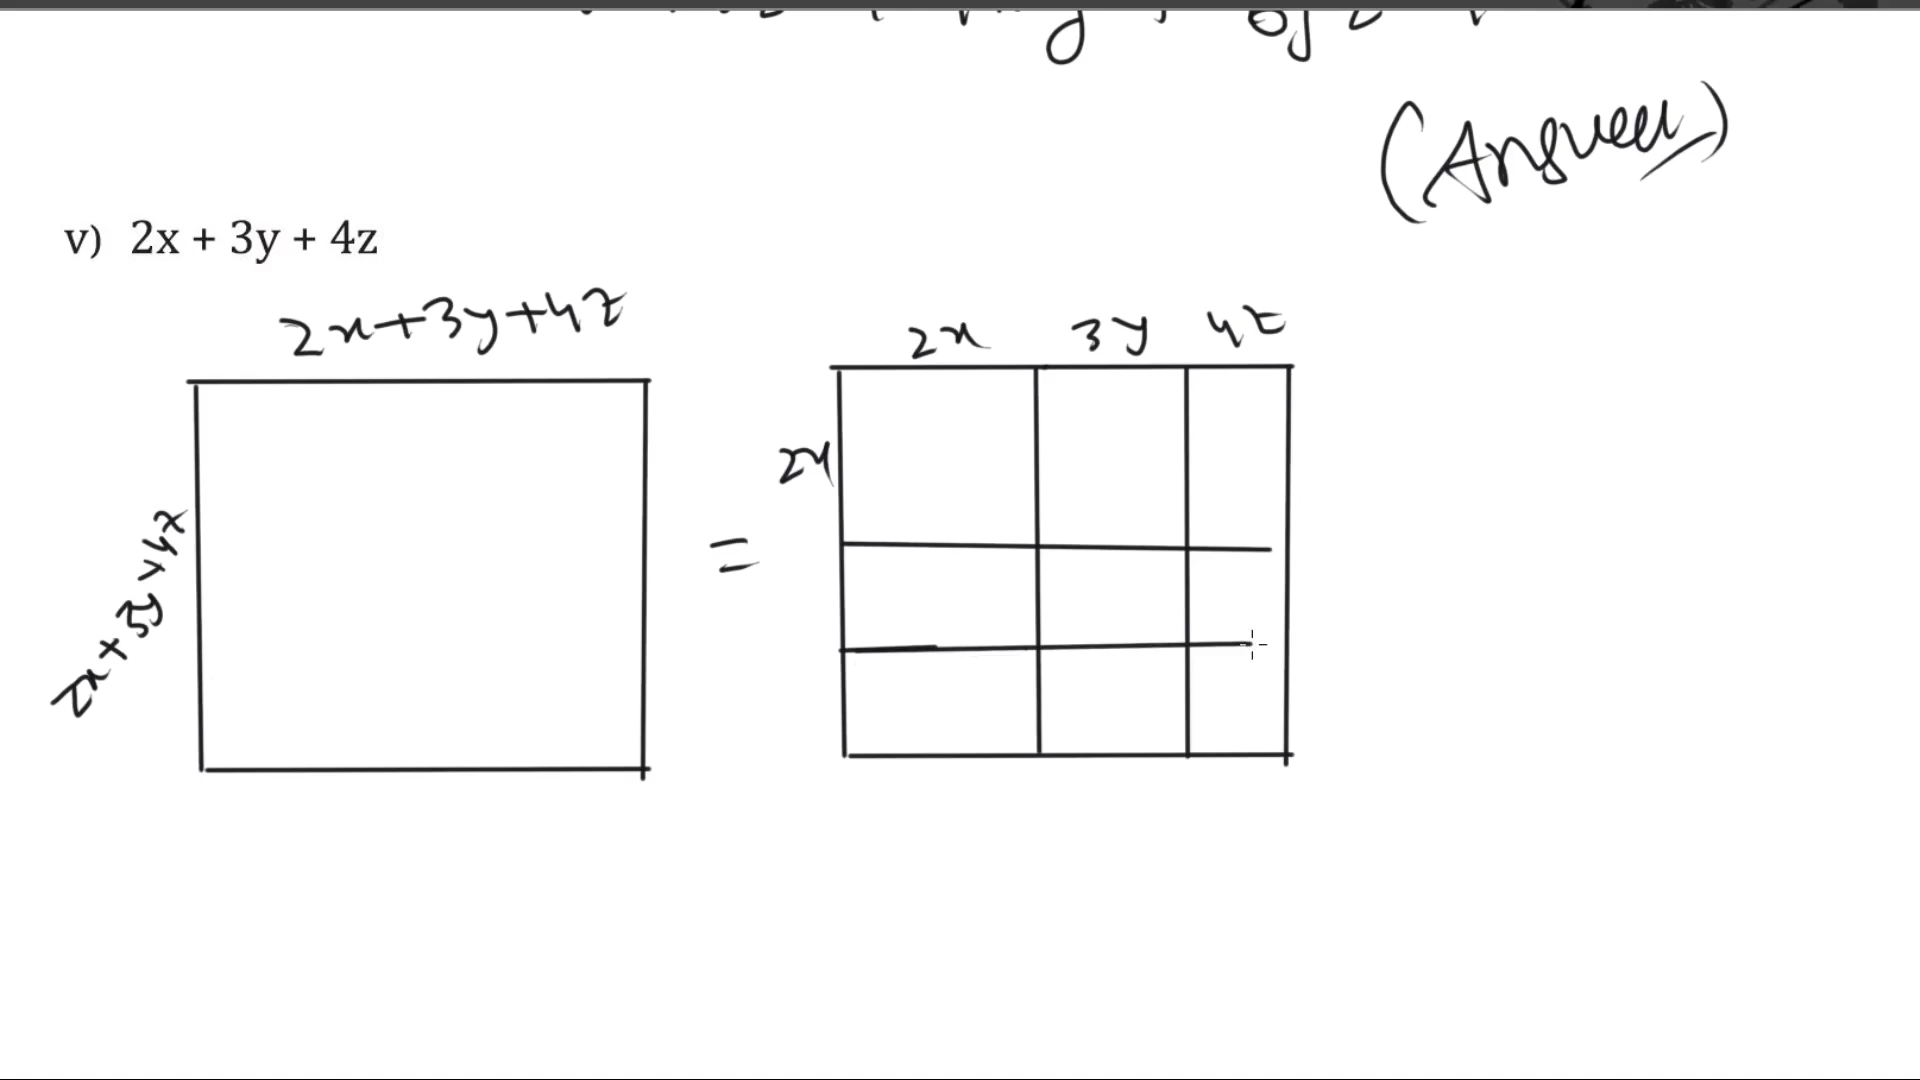 (Answer)
v) 2x + 3y + 4z
2x+3y+4z
2x 3y 4z
2x
=
2x+3y+4z